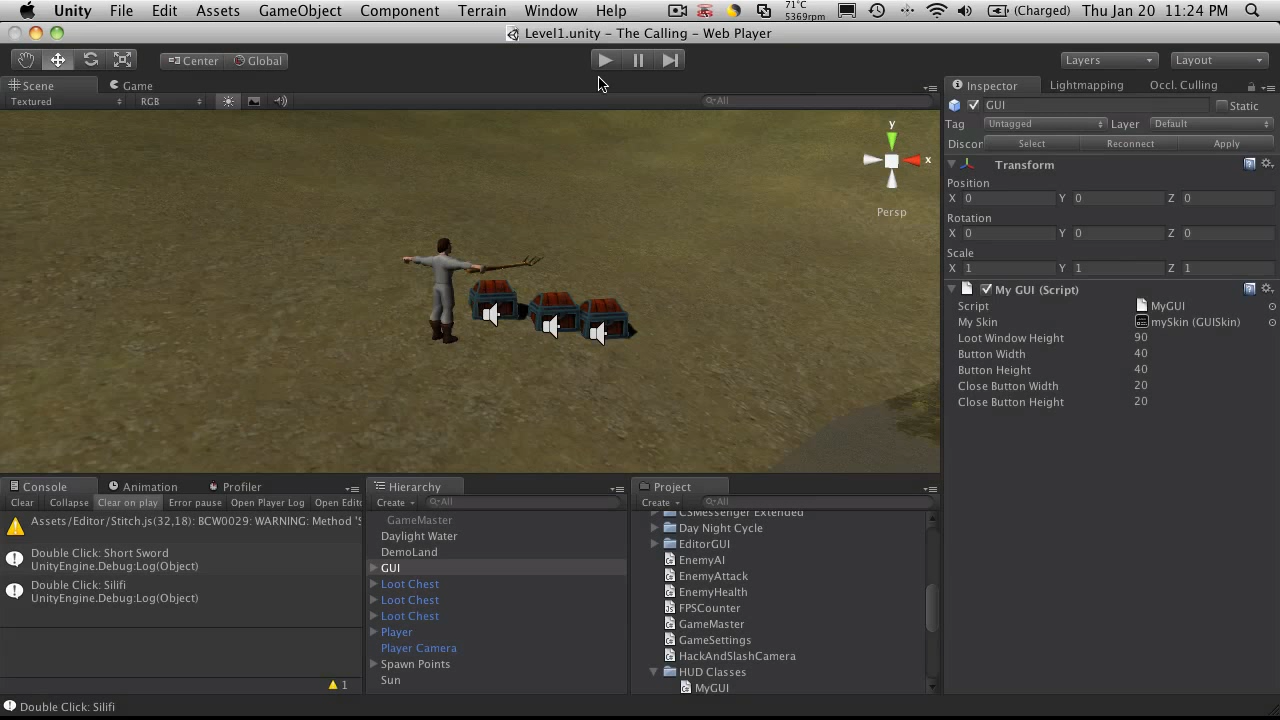 Unity File Edit Assets GameObject Component Terrain Window Help 71°C 5369rpm (Charged) Thu Jan 20 11:24 PM
Level1.unity – The Calling – Web Player
Center Global Layers Layout
Scene Game
Textured RGB All
y
x
Persp
Inspector Lightmapping Occl. Culling
GUI Static
Tag Untagged Layer Default
Discor Select Reconnect Apply
Transform
Position
X 0 Y 0 Z 0
Rotation
X 0 Y 0 Z 0
Scale
X 1 Y 1 Z 1
My GUI (Script)
Script MyGUI
My Skin mySkin (GUISkin)
Loot Window Height 90
Button Width 40
Button Height 40
Close Button Width 20
Close Button Height 20
Console Animation Profiler
Clear Collapse Clear on play Error pause Open Player Log Open Edito
Assets/Editor/Stitch.js(32,18): BCW0029: WARNING: Method 'S
Double Click: Short Sword
UnityEngine.Debug:Log(Object)
Double Click: Silifi
UnityEngine.Debug:Log(Object)
1
Hierarchy
Create All
GameMaster
Daylight Water
DemoLand
GUI
Loot Chest
Loot Chest
Loot Chest
Player
Player Camera
Spawn Points
Sun
Project
Create All
CSMessenger Extended
Day Night Cycle
EditorGUI
EnemyAI
EnemyAttack
EnemyHealth
FPSCounter
GameMaster
GameSettings
HackAndSlashCamera
HUD Classes
MyGUI
Double Click: Silifi